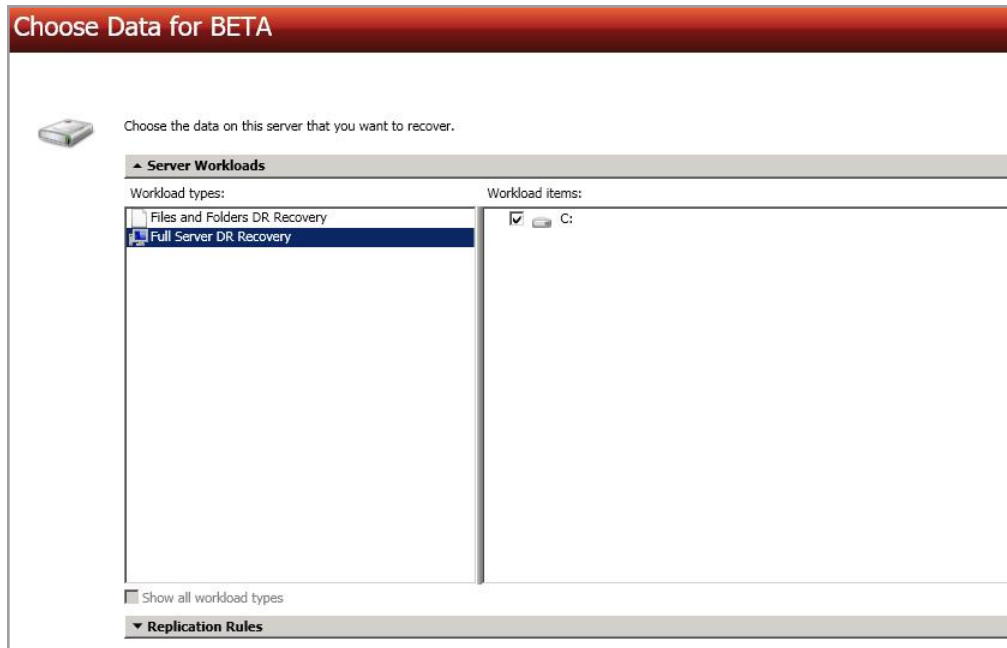 Choose Data for BETA
Choose the data on this server that you want to recover.
Server Workloads
Workload types:
Workload items:
Files and Folders DR Recovery
Full Server DR Recovery
C:
Show all workload types
Replication Rules